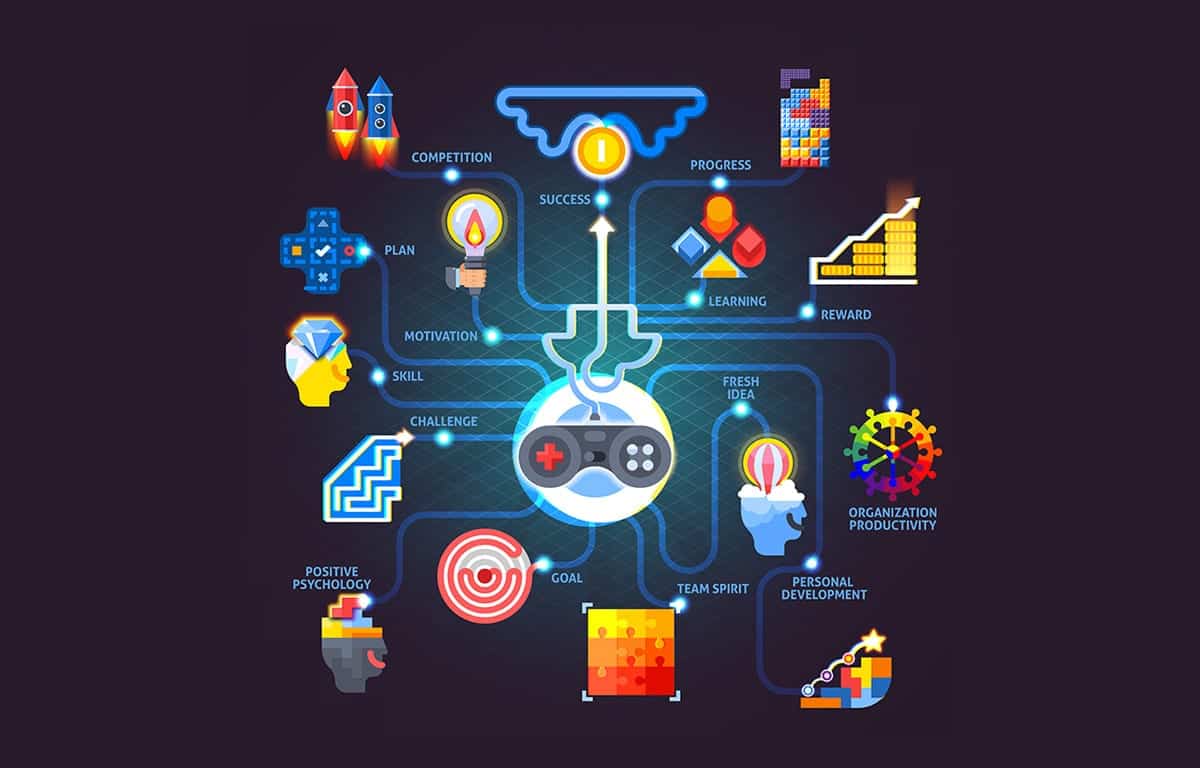 COMPETITION
PROGRESS
SUCCESS
PLAN
LEARNING
REWARD
MOTIVATION
SKILL
FRESH
IDEA
CHALLENGE
ORGANIZATION
PRODUCTIVITY
POSITIVE
PSYCHOLOGY
GOAL
TEAM SPIRIT
PERSONAL
DEVELOPMENT